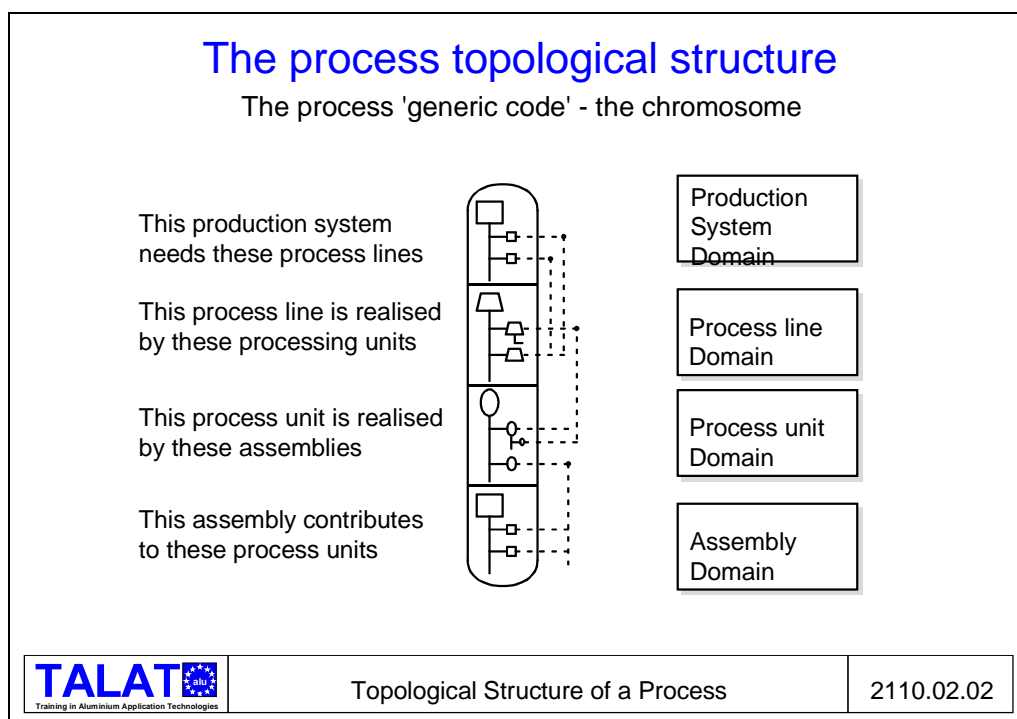 The process topological structure
The process 'generic code' - the chromosome
This production system
needs these process lines
Production
System
Domain
This process line is realised
by these processing units
Process line
Domain
This process unit is realised
by these assemblies
Process unit
Domain
This assembly contributes
to these process units
Assembly
Domain
TALAT
alu
Training in Aluminium Application Technologies
Topological Structure of a Process
2110.02.02